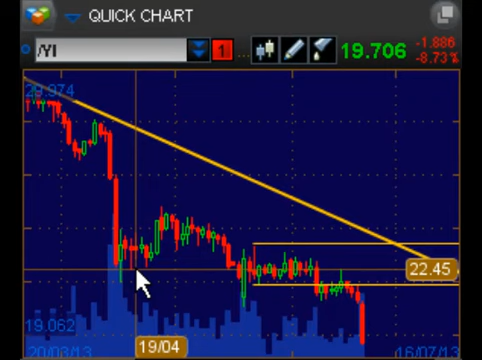 QUICK CHART
/YI 1 ... 19.706 -1.886
-8.73%
29.974
22.45
19.062
20/03/13 19/04 16/07/13